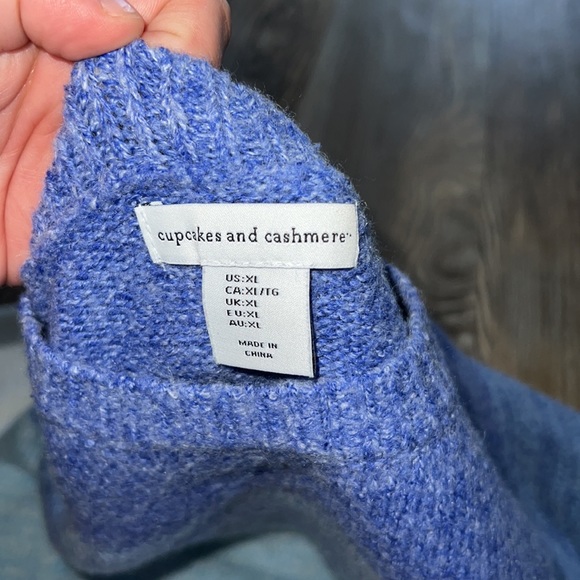 cupcakes and cashmere
US:XL
CA:XL/TG
UK:XL
EU:XL
AU:XL
MADE IN
CHINA